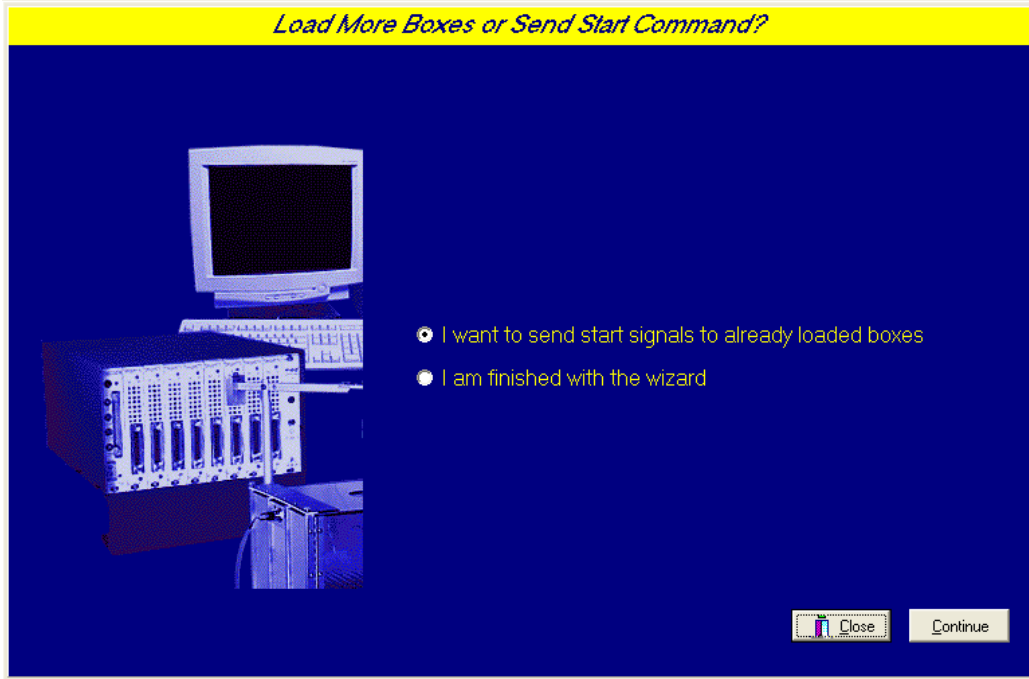 Load More Boxes or Send Start Command?
I want to send start signals to already loaded boxes
I am finished with the wizard
Close
Continue